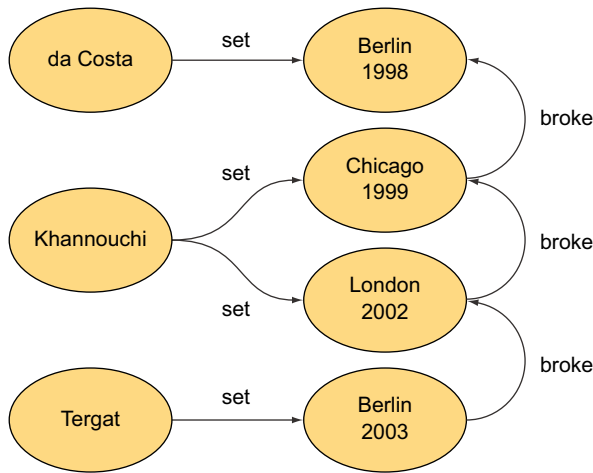 da Costa
set
Berlin
1998
broke
set
Chicago
1999
Khannouchi
broke
set
London
2002
broke
Tergat
set
Berlin
2003